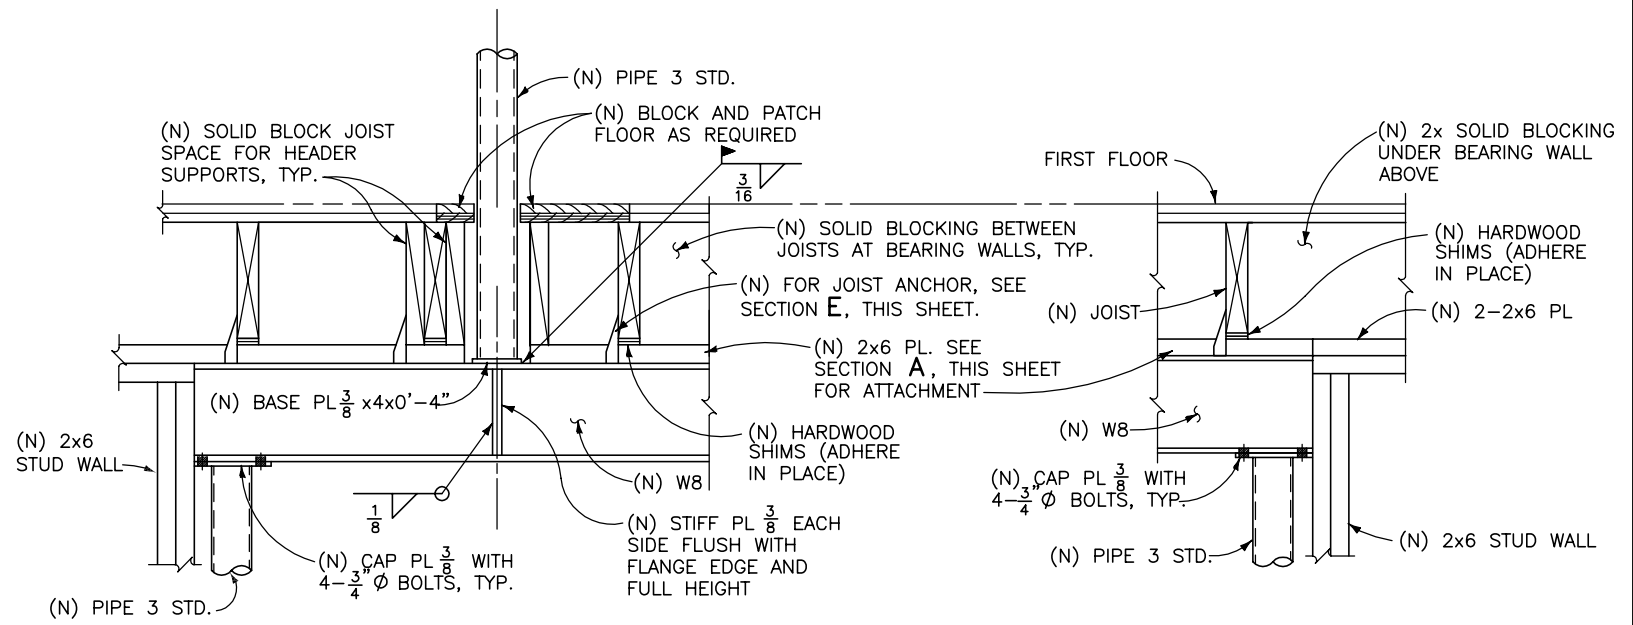 (N) PIPE 3 STD.
(N) BLOCK AND PATCH
FLOOR AS REQUIRED
(N) SOLID BLOCK JOIST
SPACE FOR HEADER
SUPPORTS, TYP.
3/16
FIRST FLOOR
(N) 2x SOLID BLOCKING
UNDER BEARING WALL
ABOVE
(N) SOLID BLOCKING BETWEEN
JOISTS AT BEARING WALLS, TYP.
(N) HARDWOOD
SHIMS (ADHERE
IN PLACE)
(N) FOR JOIST ANCHOR, SEE
SECTION E, THIS SHEET.
(N) JOIST
(N) 2-2x6 PL
(N) 2x6 PL. SEE
SECTION A, THIS SHEET
FOR ATTACHMENT
(N) BASE PL 3/8 x4x0'-4"
(N) 2x6
STUD WALL
(N) HARDWOOD
SHIMS (ADHERE
IN PLACE)
(N) W8
(N) W8
(N) CAP PL 3/8 WITH
4-3/4"Ø BOLTS, TYP.
1/8
(N) STIFF PL 3/8 EACH
SIDE FLUSH WITH
FLANGE EDGE AND
FULL HEIGHT
(N) CAP PL 3/8 WITH
4-3/4"Ø BOLTS, TYP.
(N) PIPE 3 STD.
(N) PIPE 3 STD.
(N) 2x6 STUD WALL